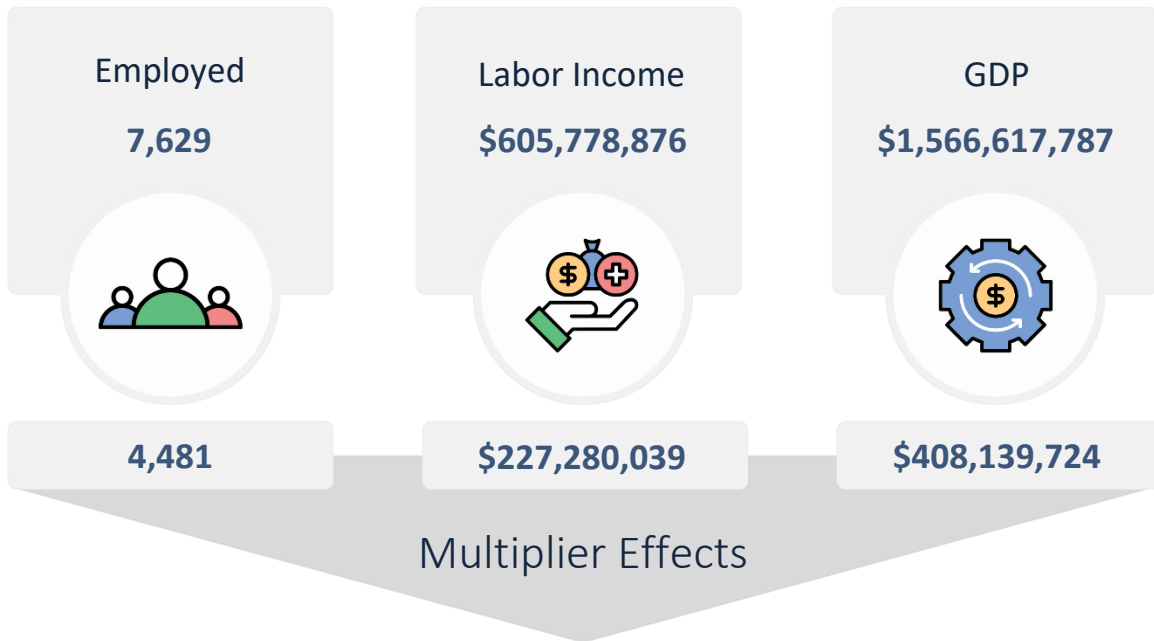 Employed
7,629
Labor Income
$605,778,876
GDP
$1,566,617,787
$
$
4,481
$227,280,039
$408,139,724
Multiplier Effects